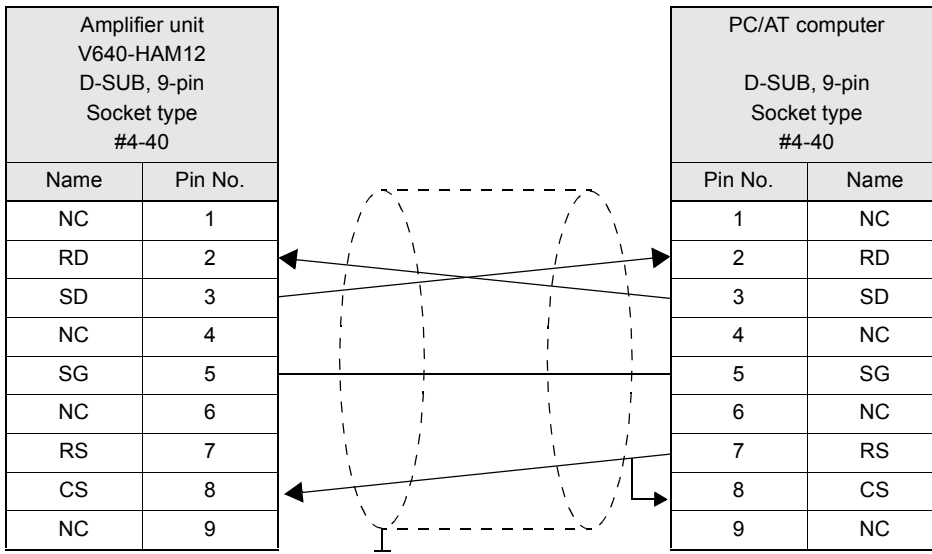 Amplifier unit
V640-HAM12
D-SUB, 9-pin
Socket type
#4-40
Name Pin No.
NC 1
RD 2
SD 3
NC 4
SG 5
NC 6
RS 7
CS 8
NC 9
PC/AT computer
D-SUB, 9-pin
Socket type
#4-40
Pin No. Name
1 NC
2 RD
3 SD
4 NC
5 SG
6 NC
7 RS
8 CS
9 NC